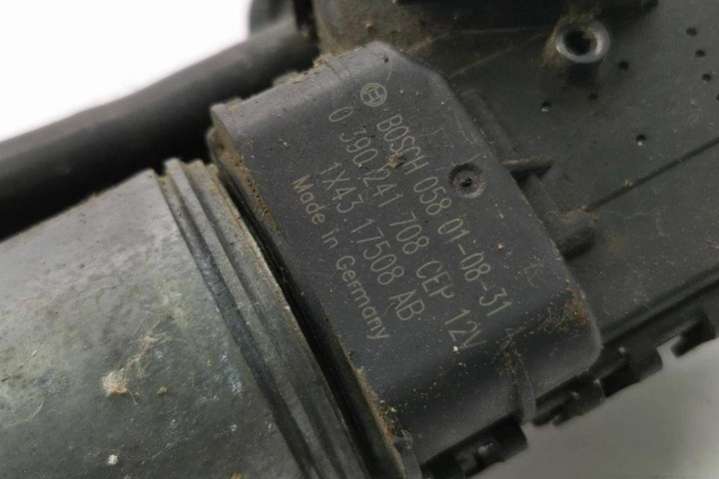 BOSCH 058 01-08-31
0 390 241 708 CEP 12V
1X43 17508 AB
Made in Germany